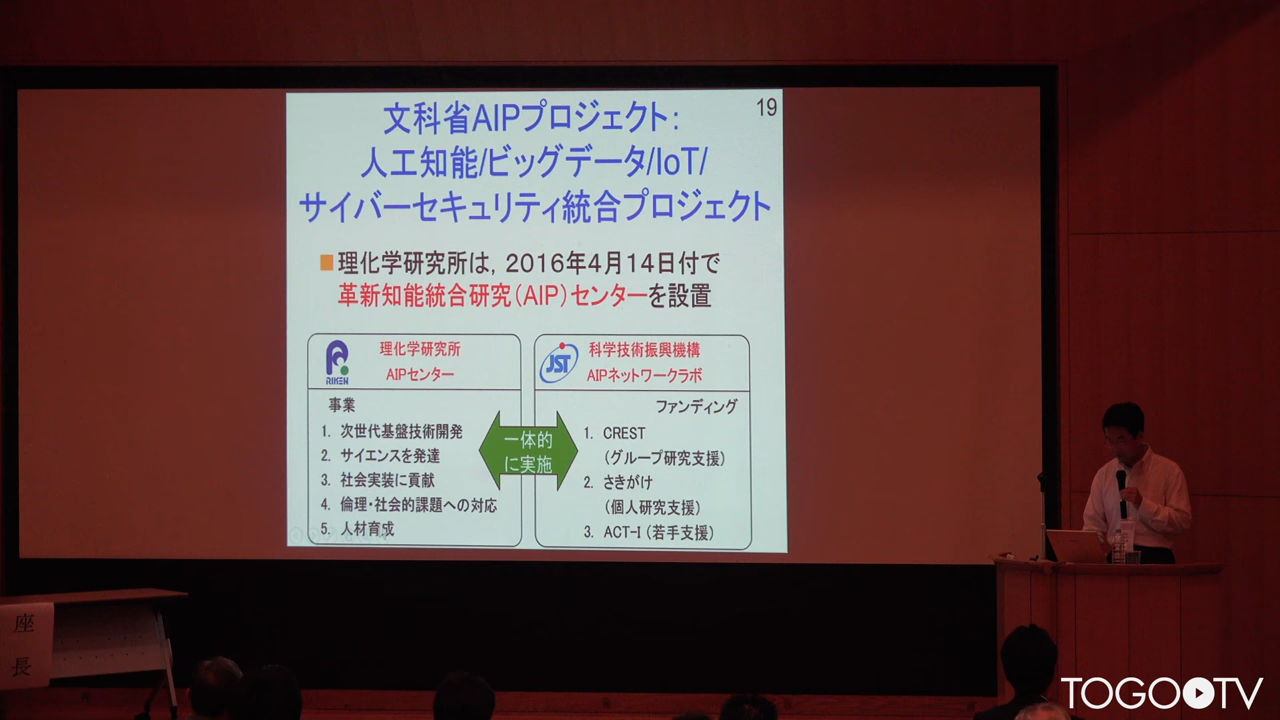 19
文科省AIPプロジェクト:
人工知能/ビッグデータ/IoT/
サイバーセキュリティ統合プロジェクト
理化学研究所は，2016年4月14日付で
革新知能統合研究（AIP）センターを設置
理化学研究所
AIPセンター
RIKEN
事業
1. 次世代基盤技術開発
2. サイエンスを発達
3. 社会実装に貢献
4. 倫理・社会的課題への対応
5. 人材育成
一体的
に実施
科学技術振興機構
AIPネットワークラボ
JST
ファンディング
1. CREST
（グループ研究支援）
2. さきがけ
（個人研究支援）
3. ACT-I（若手支援）
座長
TOGOTV